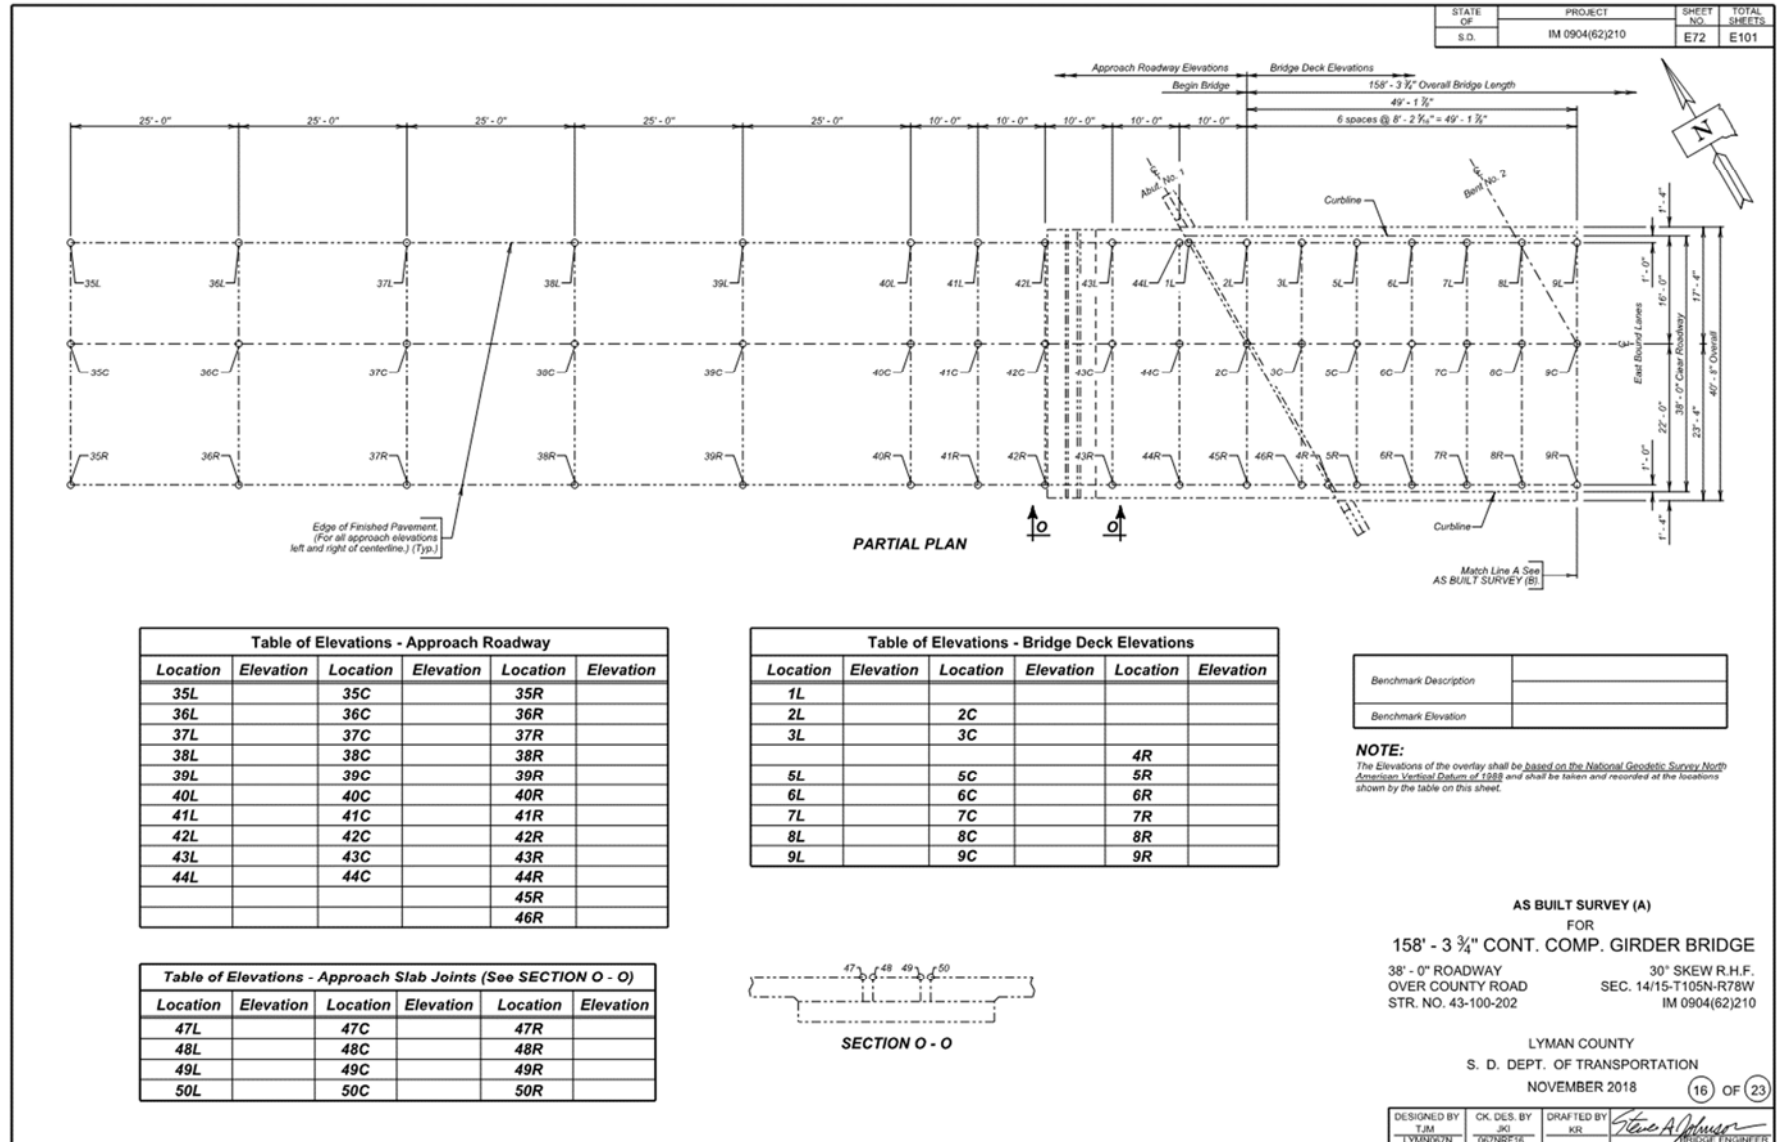 STATE OF
PROJECT
SHEET NO.
TOTAL SHEETS
S.D.
IM 0904(62)210
E72
E101
Approach Roadway Elevations
Bridge Deck Elevations
Begin Bridge
158' - 3 ¾" Overall Bridge Length
49' - 1 ⅞"
25' - 0" 25' - 0" 25' - 0" 25' - 0" 25' - 0" 10' - 0" 10' - 0" 10' - 0" 10' - 0" 10' - 0"
N
Abut. No. 1
Bent No. 2
Curbline
1' - 4"
35L 36L 37L 38L 39L 40L 41L 42L 43L 44L 1L 2L 3L 5L 6L 7L 8L 9L
1' - 0"
16' - 0"
17' - 4"
East Bound Lanes
38' - 0" Clear Roadway
40' - 8" Overall
35C 36C 37C 38C 39C 40C 41C 42C 43C 44C 2C 3C 5C 6C 7C 8C 9C
22' - 0"
23' - 4"
35R 36R 37R 38R 39R 40R 41R 42R 43R 44R 45R 46R 4R 5R 6R 7R 8R 9R
1' - 0"
1' - 4"
Edge of Finished Pavement.
(For all approach elevations
left and right of centerline.) (Typ.)
O O
Curbline
PARTIAL PLAN
Match Line A See
AS BUILT SURVEY (B).
Table of Elevations - Approach Roadway
Location Elevation Location Elevation Location Elevation
35L 35C 35R
36L 36C 36R
37L 37C 37R
38L 38C 38R
39L 39C 39R
40L 40C 40R
41L 41C 41R
42L 42C 42R
43L 43C 43R
44L 44C 44R
45R
46R
Table of Elevations - Bridge Deck Elevations
Location Elevation Location Elevation Location Elevation
1L
2L 2C
3L 3C
4R
5L 5C 5R
6L 6C 6R
7L 7C 7R
8L 8C 8R
9L 9C 9R
Benchmark Description
Benchmark Elevation
NOTE:
The Elevations of the overlay shall be based on the National Geodetic Survey North
American Vertical Datum of 1988 and shall be taken and recorded at the locations
shown by the table on this sheet.
Table of Elevations - Approach Slab Joints (See SECTION O - O)
Location Elevation Location Elevation Location Elevation
47L 47C 47R
48L 48C 48R
49L 49C 49R
50L 50C 50R
47 48 49 50
SECTION O - O
AS BUILT SURVEY (A)
FOR
158' - 3 ¾" CONT. COMP. GIRDER BRIDGE
38' - 0" ROADWAY 30° SKEW R.H.F.
OVER COUNTY ROAD SEC. 14/15-T105N-R78W
STR. NO. 43-100-202 IM 0904(62)210
LYMAN COUNTY
S. D. DEPT. OF TRANSPORTATION
NOVEMBER 2018
16 OF 23
DESIGNED BY CK. DES. BY DRAFTED BY
TJM JKI KR
Steve A Johnson
BRIDGE ENGINEER